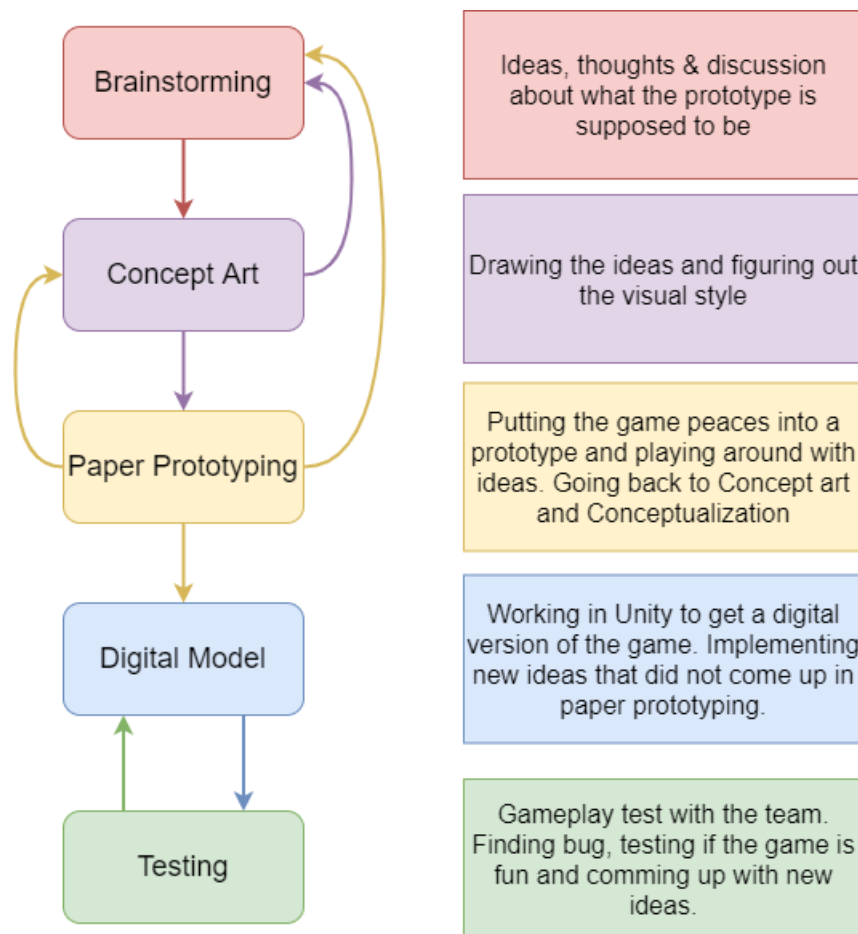 Brainstorming
Ideas, thoughts & discussion
about what the prototype is
supposed to be
Concept Art
Drawing the ideas and figuring out
the visual style
Paper Prototyping
Putting the game peaces into a
prototype and playing around with
ideas. Going back to Concept art
and Conceptualization
Digital Model
Working in Unity to get a digital
version of the game. Implementing
new ideas that did not come up in
paper prototyping.
Testing
Gameplay test with the team.
Finding bug, testing if the game is
fun and comming up with new
ideas.